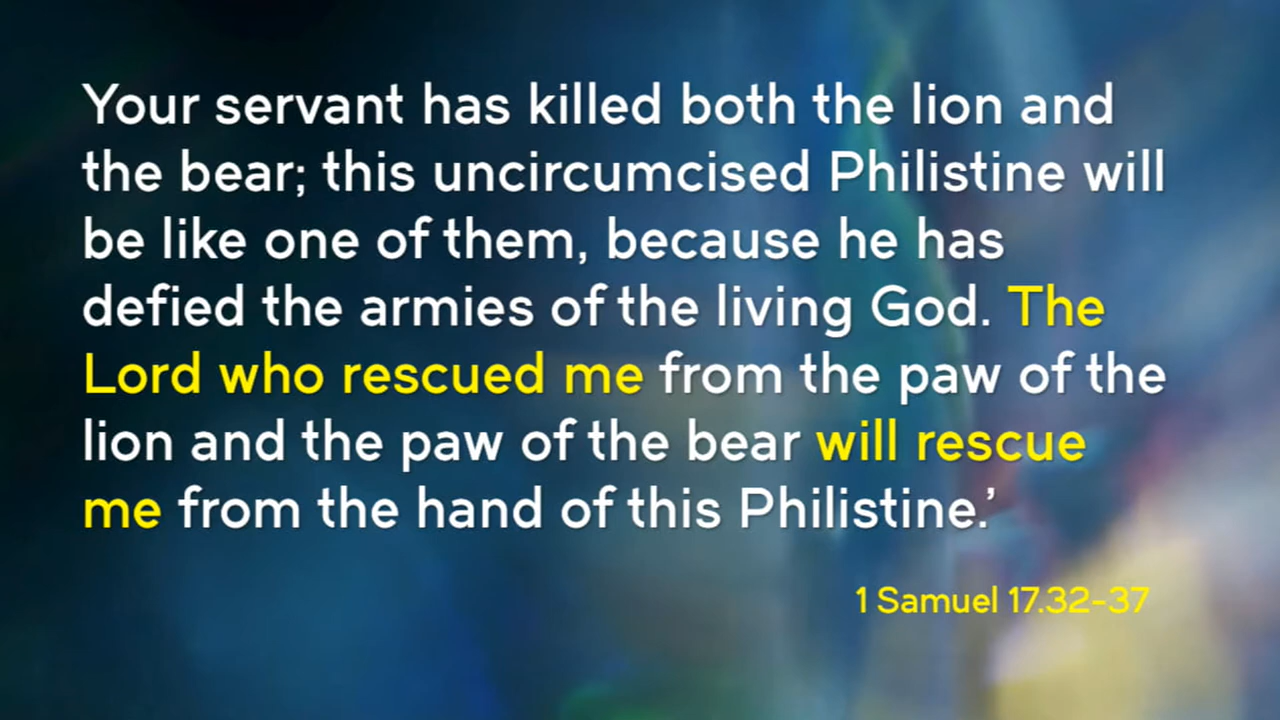 Your servant has killed both the lion and
the bear; this uncircumcised Philistine will
be like one of them, because he has
defied the armies of the living God. The
Lord who rescued me from the paw of the
lion and the paw of the bear will rescue
me from the hand of this Philistine.’
1 Samuel 17.32-37